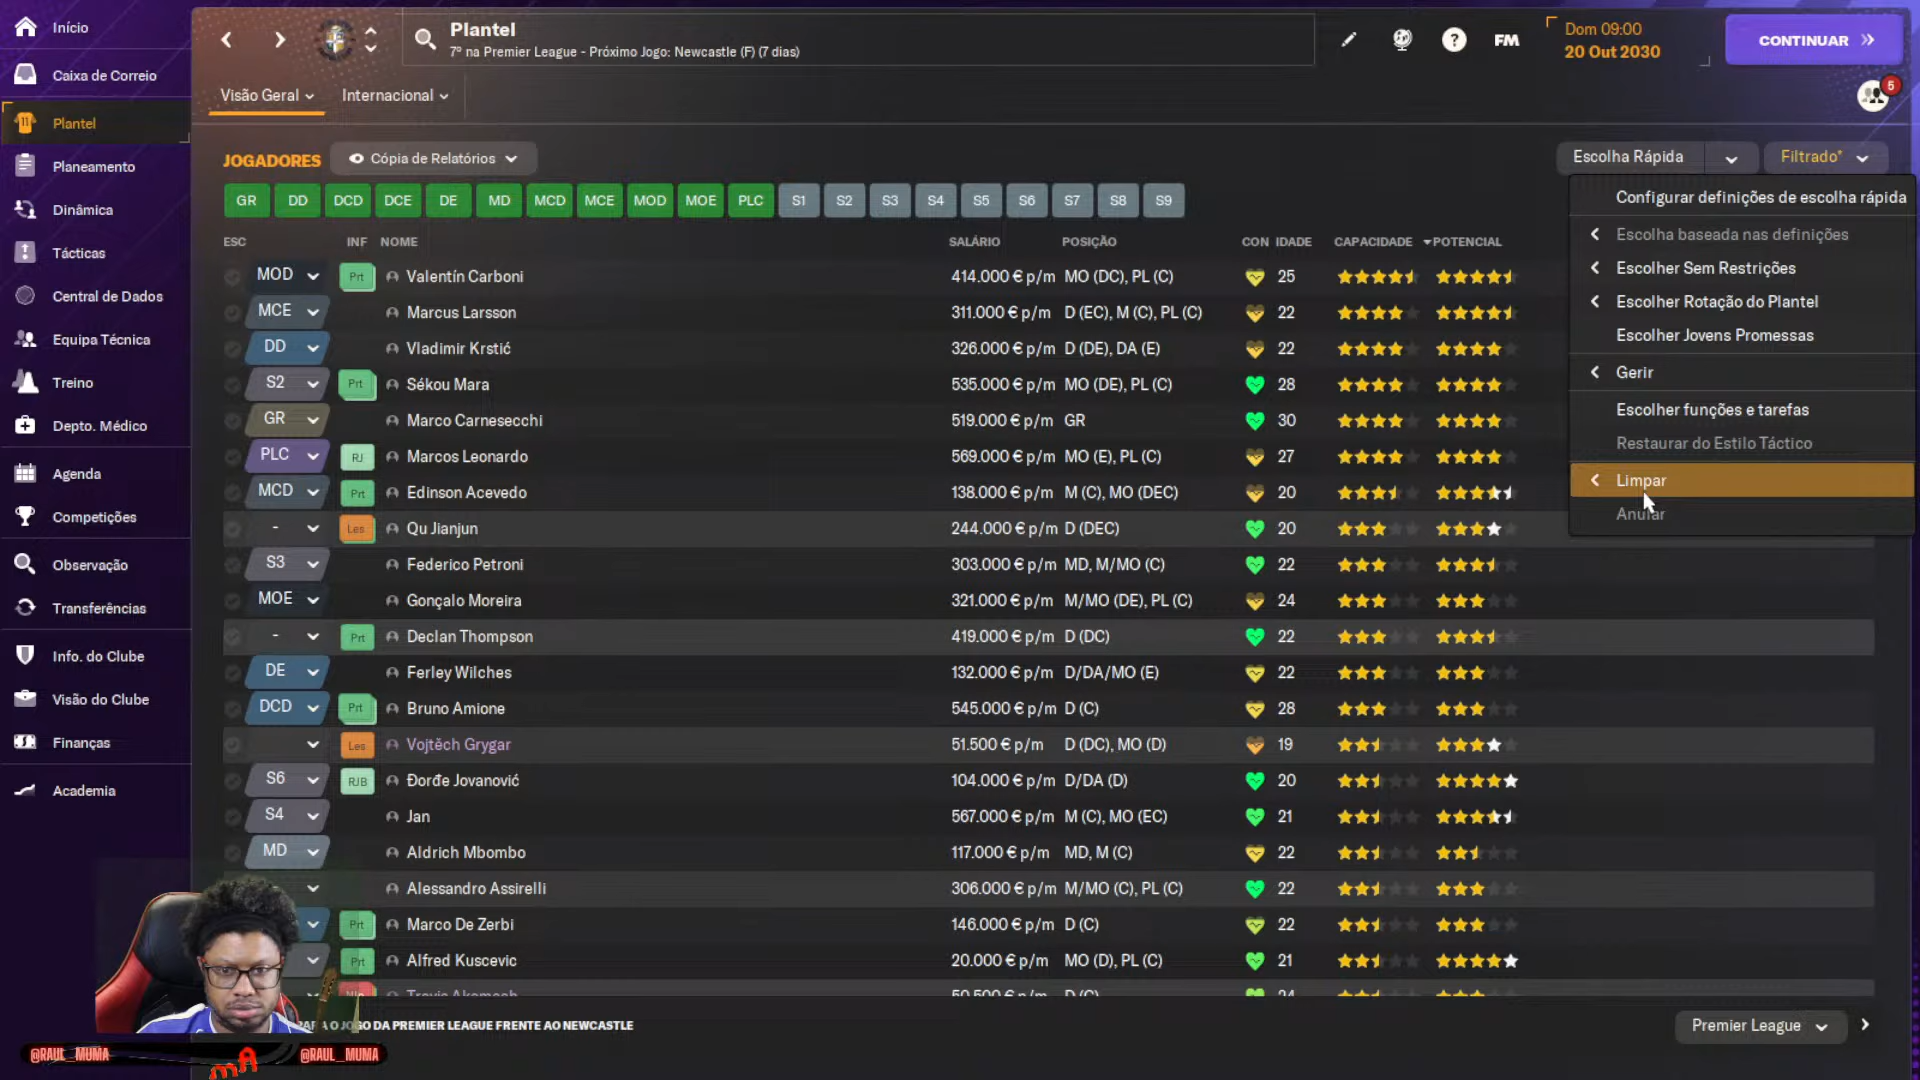 Início
Caixa de Correio
Plantel
Planeamento
Dinâmica
Tácticas
Central de Dados
Equipa Técnica
Treino
Depto. Médico
Agenda
Competições
Observação
Transferências
Info. do Clube
Visão do Clube
Finanças
Academia
Plantel
7º na Premier League - Próximo Jogo: Newcastle (F) (7 dias)
FM
Dom 09:00
20 Out 2030
CONTINUAR
5
Visão Geral
Internacional
JOGADORES
Cópia de Relatórios
Escolha Rápida
Filtrado*
GR DD DCD DCE DE MD MCD MCE MOD MOE PLC S1 S2 S3 S4 S5 S6 S7 S8 S9
ESC INF NOME SALÁRIO POSIÇÃO CON IDADE CAPACIDADE POTENCIAL
MOD Prt Valentín Carboni 414.000 € p/m MO (DC), PL (C) 25
MCE Marcus Larsson 311.000 € p/m D (EC), M (C), PL (C) 22
DD Vladimir Krstić 326.000 € p/m D (DE), DA (E) 22
S2 Prt Sékou Mara 535.000 € p/m MO (DE), PL (C) 28
GR Marco Carnesecchi 519.000 € p/m GR 30
PLC RJ Marcos Leonardo 569.000 € p/m MO (E), PL (C) 27
MCD Prt Edinson Acevedo 138.000 € p/m M (C), MO (DEC) 20
- Les Qu Jianjun 244.000 € p/m D (DEC) 20
S3 Federico Petroni 303.000 € p/m MD, M/MO (C) 22
MOE Gonçalo Moreira 321.000 € p/m M/MO (DE), PL (C) 24
- Prt Declan Thompson 419.000 € p/m D (DC) 22
DE Ferley Wilches 132.000 € p/m D/DA/MO (E) 22
DCD Prt Bruno Amione 545.000 € p/m D (C) 28
Les Vojtěch Grygar 51.500 € p/m D (DC), MO (D) 19
S6 RJB Đorđe Jovanović 104.000 € p/m D/DA (D) 20
S4 Jan 567.000 € p/m M (C), MO (EC) 21
MD Aldrich Mbombo 117.000 € p/m MD, M (C) 22
Alessandro Assirelli 306.000 € p/m M/MO (C), PL (C) 22
Prt Marco De Zerbi 146.000 € p/m D (C) 22
Prt Alfred Kuscevic 20.000 € p/m MO (D), PL (C) 21
50.500 € p/m D (C) 24
Configurar definições de escolha rápida
Escolha baseada nas definições
Escolher Sem Restrições
Escolher Rotação do Plantel
Escolher Jovens Promessas
Gerir
Escolher funções e tarefas
Restaurar do Estilo Táctico
Limpar
Anular
O JOGO DA PREMIER LEAGUE FRENTE AO NEWCASTLE
Premier League
@RAUL_MUMA
@RAUL_MUMA